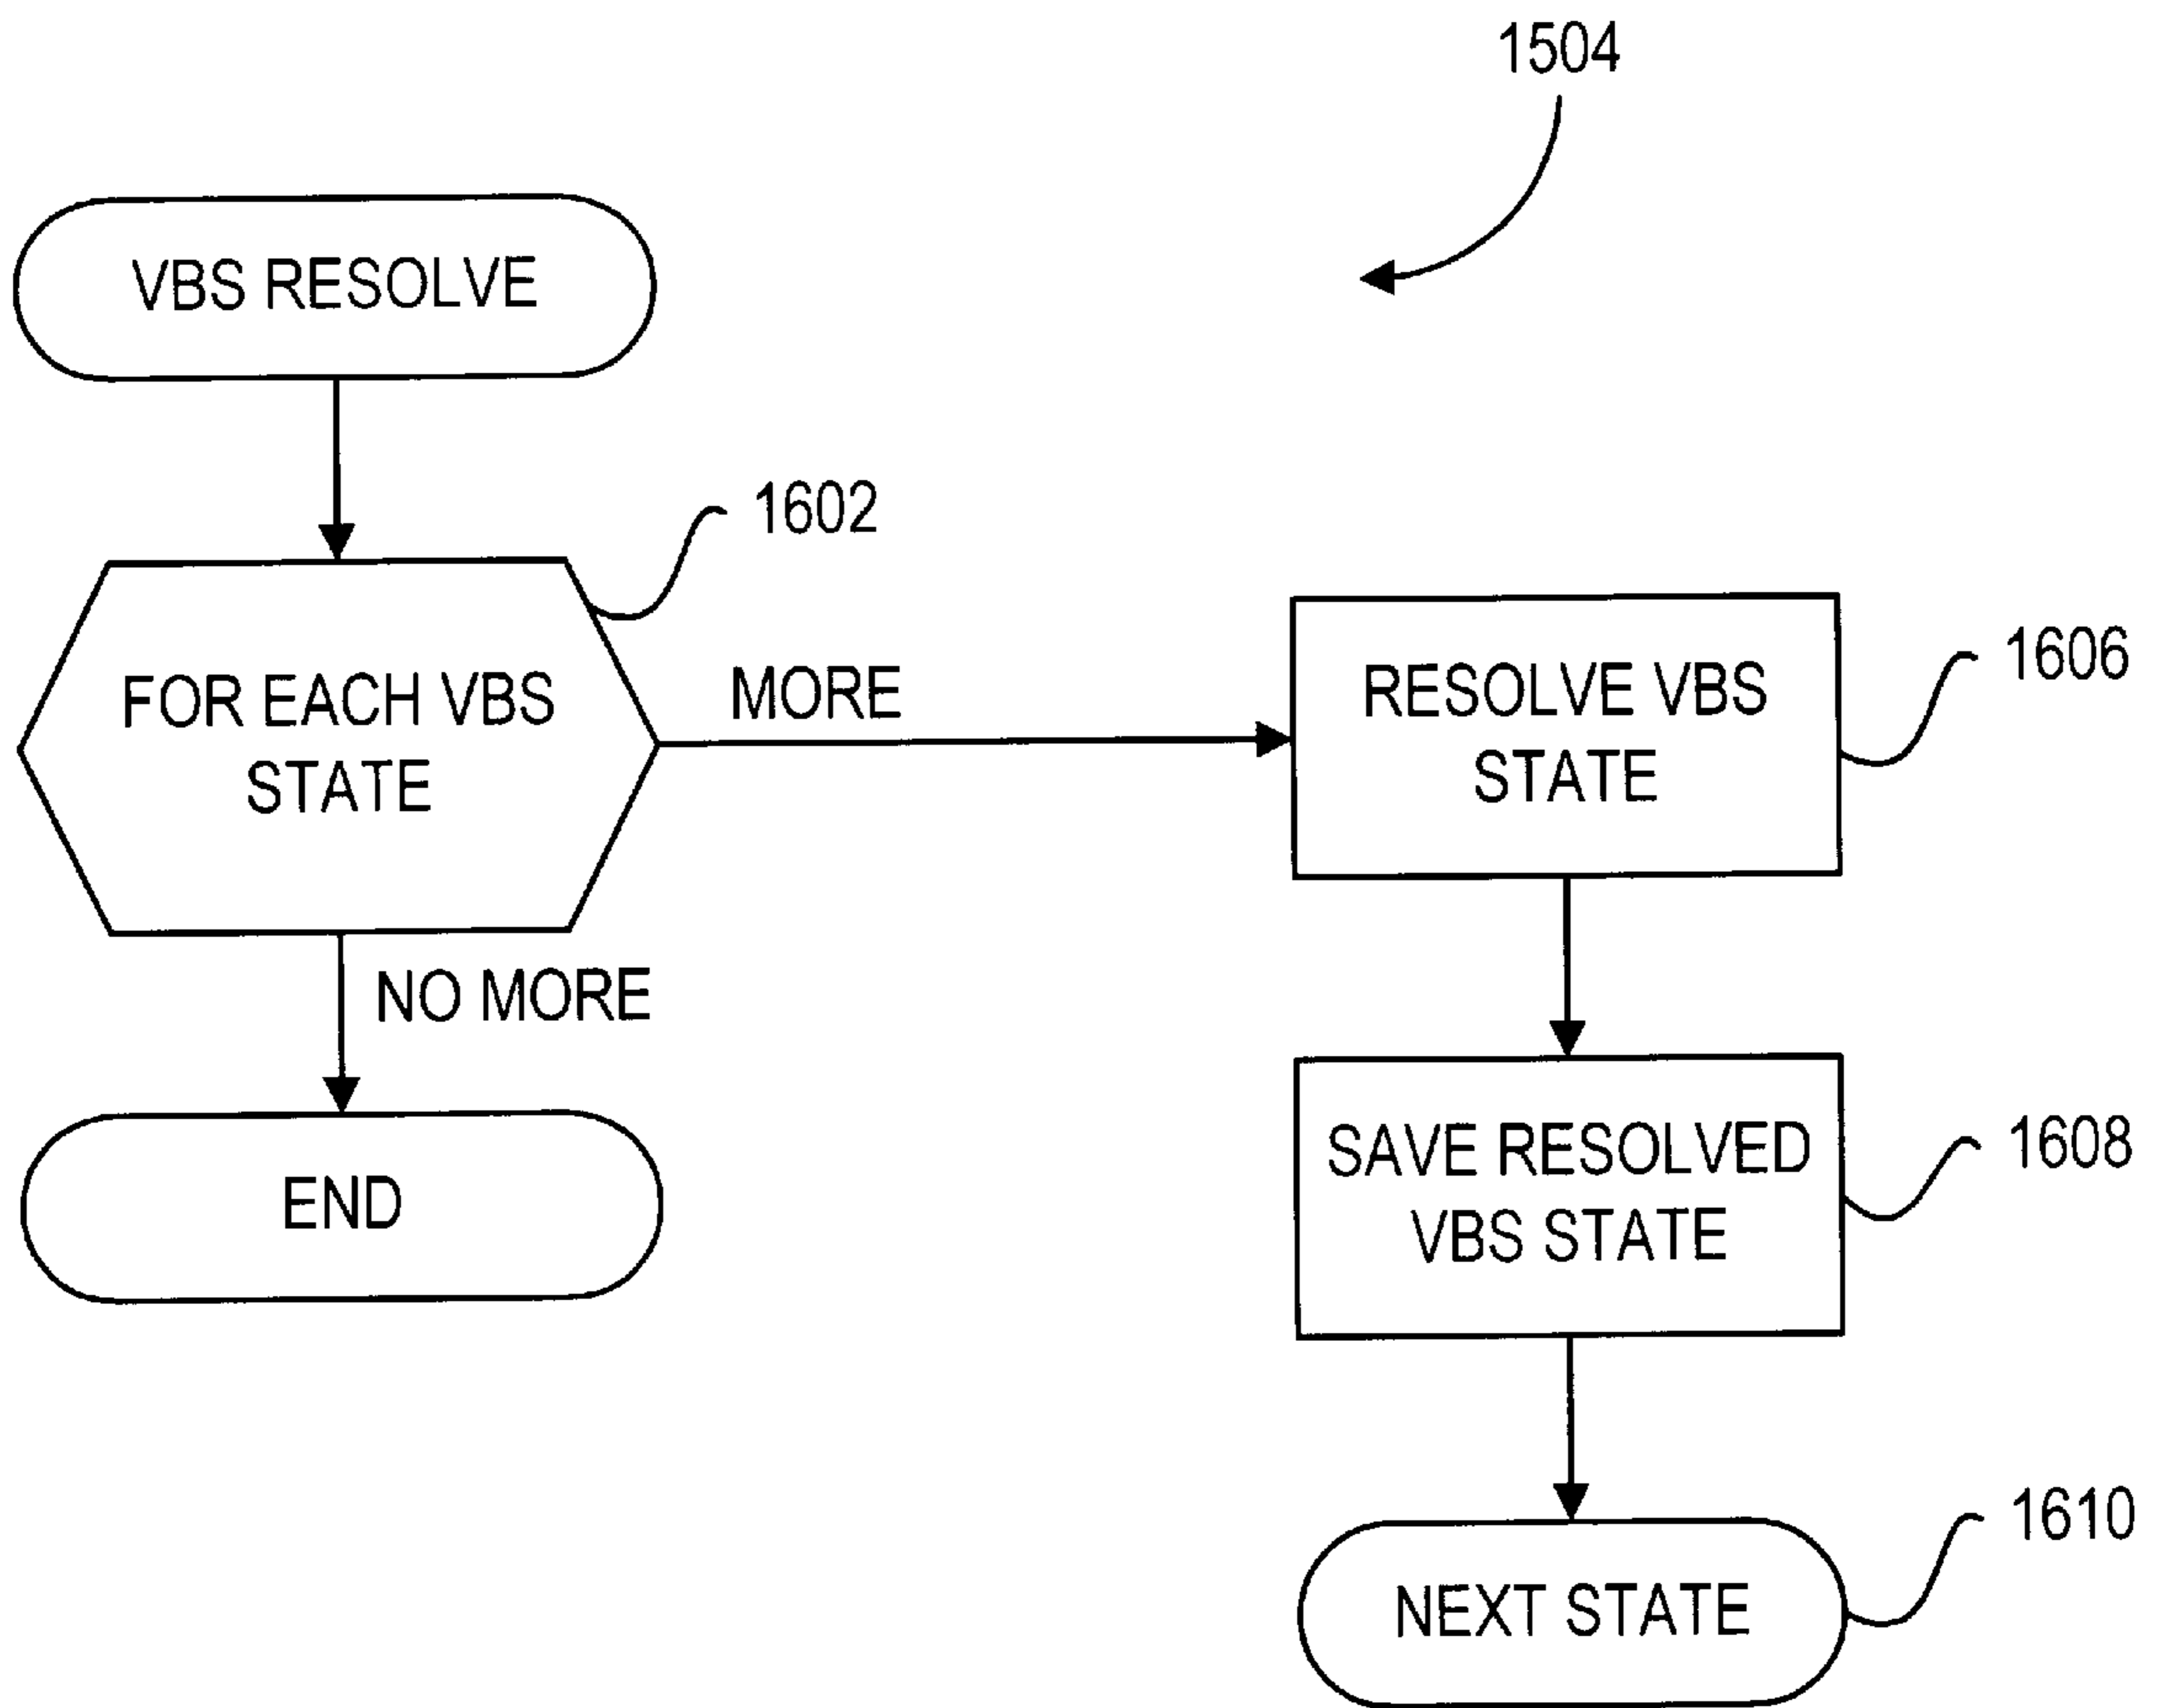 1504
VBS RESOLVE
1602
FOR EACH VBS
STATE
MORE
RESOLVE VBS
STATE
1606
NO MORE
END
SAVE RESOLVED
VBS STATE
1608
NEXT STATE
1610